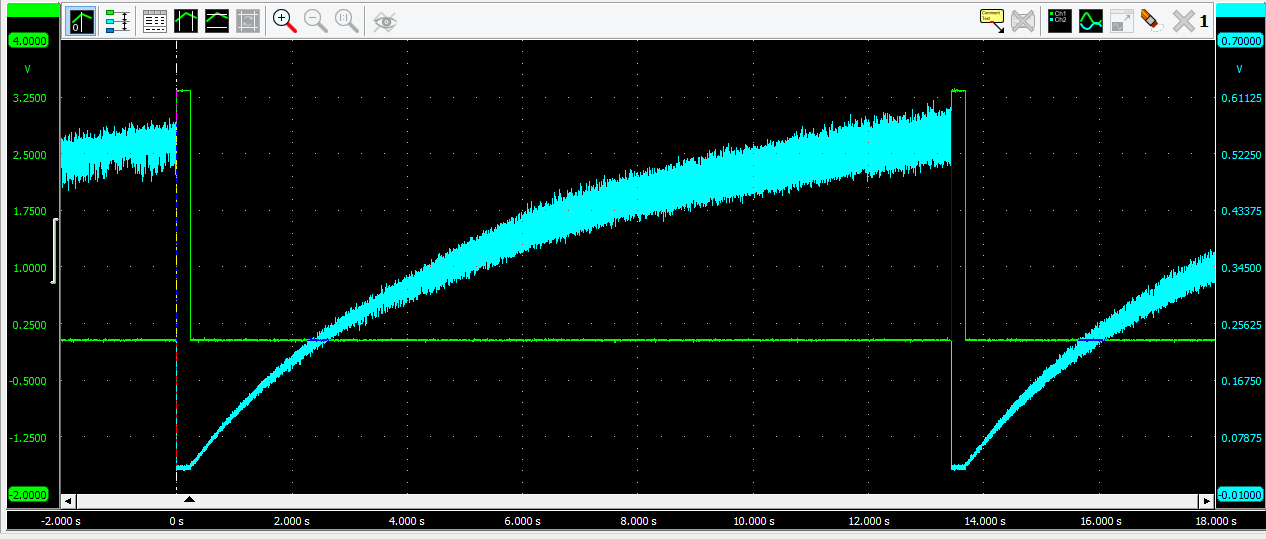 0
1:1
Comment
Text
Ch1
Ch2
1
4.0000
0.70000
V
V
3.2500
0.61125
2.5000
0.52250
1.7500
0.43375
1.0000
0.34500
0.2500
0.25625
-0.5000
0.16750
-1.2500
0.07875
-2.0000
-0.01000
-2.000 s
0 s
2.000 s
4.000 s
6.000 s
8.000 s
10.000 s
12.000 s
14.000 s
16.000 s
18.000 s